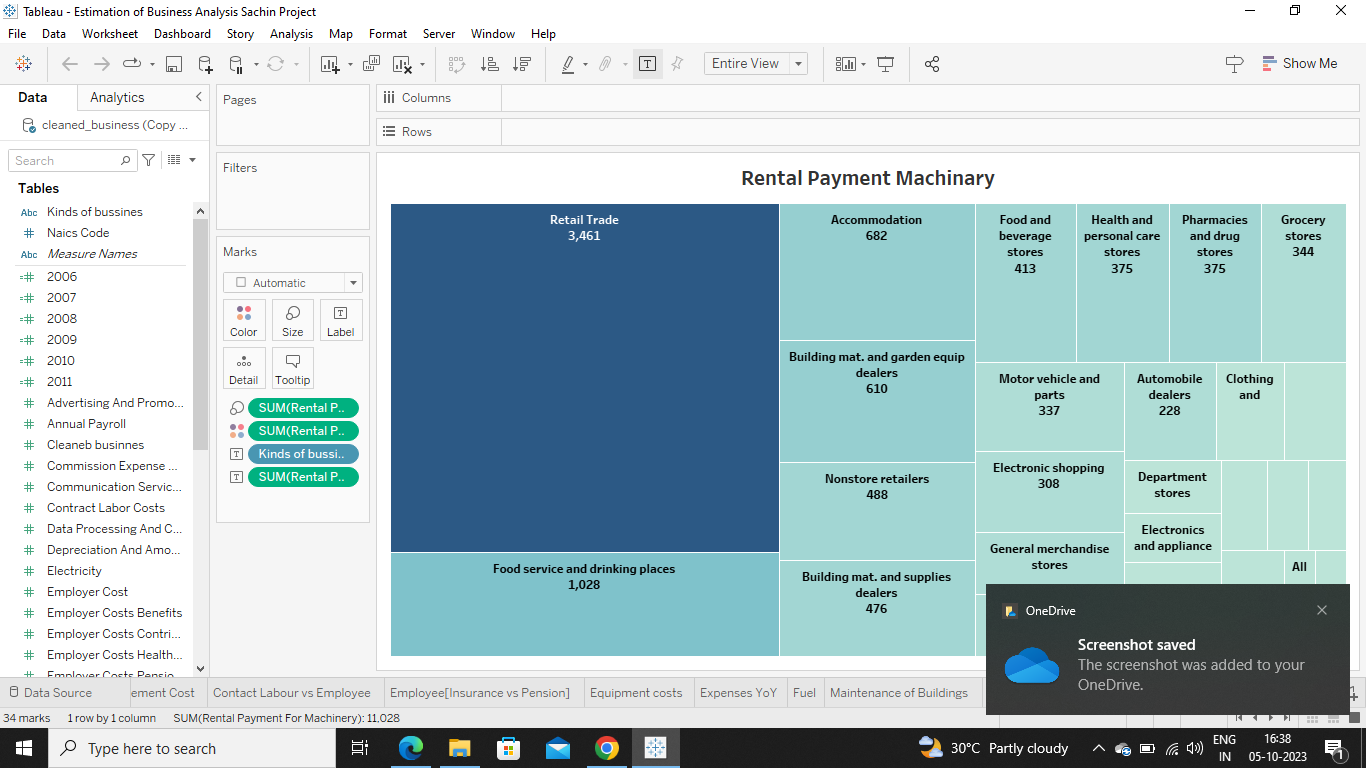 Tableau - Estimation of Business Analysis Sachin Project
File Data Worksheet Dashboard Story Analysis Map Format Server Window Help
Entire View
Show Me
Data Analytics
cleaned_business (Copy ...
Search
Tables
Abc Kinds of bussines
# Naics Code
Abc Measure Names
=# 2006
=# 2007
=# 2008
=# 2009
=# 2010
=# 2011
# Advertising And Promo...
# Annual Payroll
# Cleaneb businnes
# Commission Expense ...
# Communication Servic...
# Contract Labor Costs
# Data Processing And C...
# Depreciation And Amo...
# Electricity
# Employer Cost
# Employer Costs Benefits
# Employer Costs Contri...
# Employer Costs Health...
# Employer Costs Pensio...
Pages
Filters
Marks
Automatic
Color Size Label
Detail Tooltip
SUM(Rental P..
SUM(Rental P..
Kinds of bussi..
SUM(Rental P..
Columns
Rows
Rental Payment Machinary
Retail Trade
3,461
Food service and drinking places
1,028
Accommodation
682
Building mat. and garden equip
dealers
610
Nonstore retailers
488
Building mat. and supplies
dealers
476
Food and
beverage
stores
413
Health and
personal care
stores
375
Pharmacies
and drug
stores
375
Grocery
stores
344
Motor vehicle and
parts
337
Automobile
dealers
228
Clothing
and
Electronic shopping
308
Department
stores
Electronics
and appliance
General merchandise
stores
All
OneDrive
Screenshot saved
The screenshot was added to your
OneDrive.
Data Source ement Cost Contact Labour vs Employee Employee[Insurance vs Pension] Equipment costs Expenses YoY Fuel Maintenance of Buildings
34 marks 1 row by 1 column SUM(Rental Payment For Machinery): 11,028
Type here to search
30°C Partly cloudy
ENG
IN
16:38
05-10-2023
1